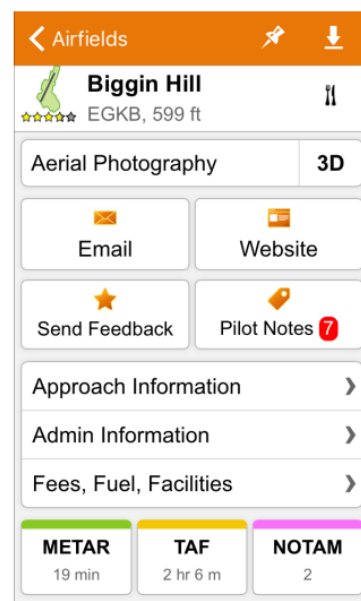 Airfields
Biggin Hill
EGKB, 599 ft
Aerial Photography 3D
Email Website
Send Feedback Pilot Notes 7
Approach Information
Admin Information
Fees, Fuel, Facilities
METAR TAF NOTAM
19 min 2 hr 6 m 2